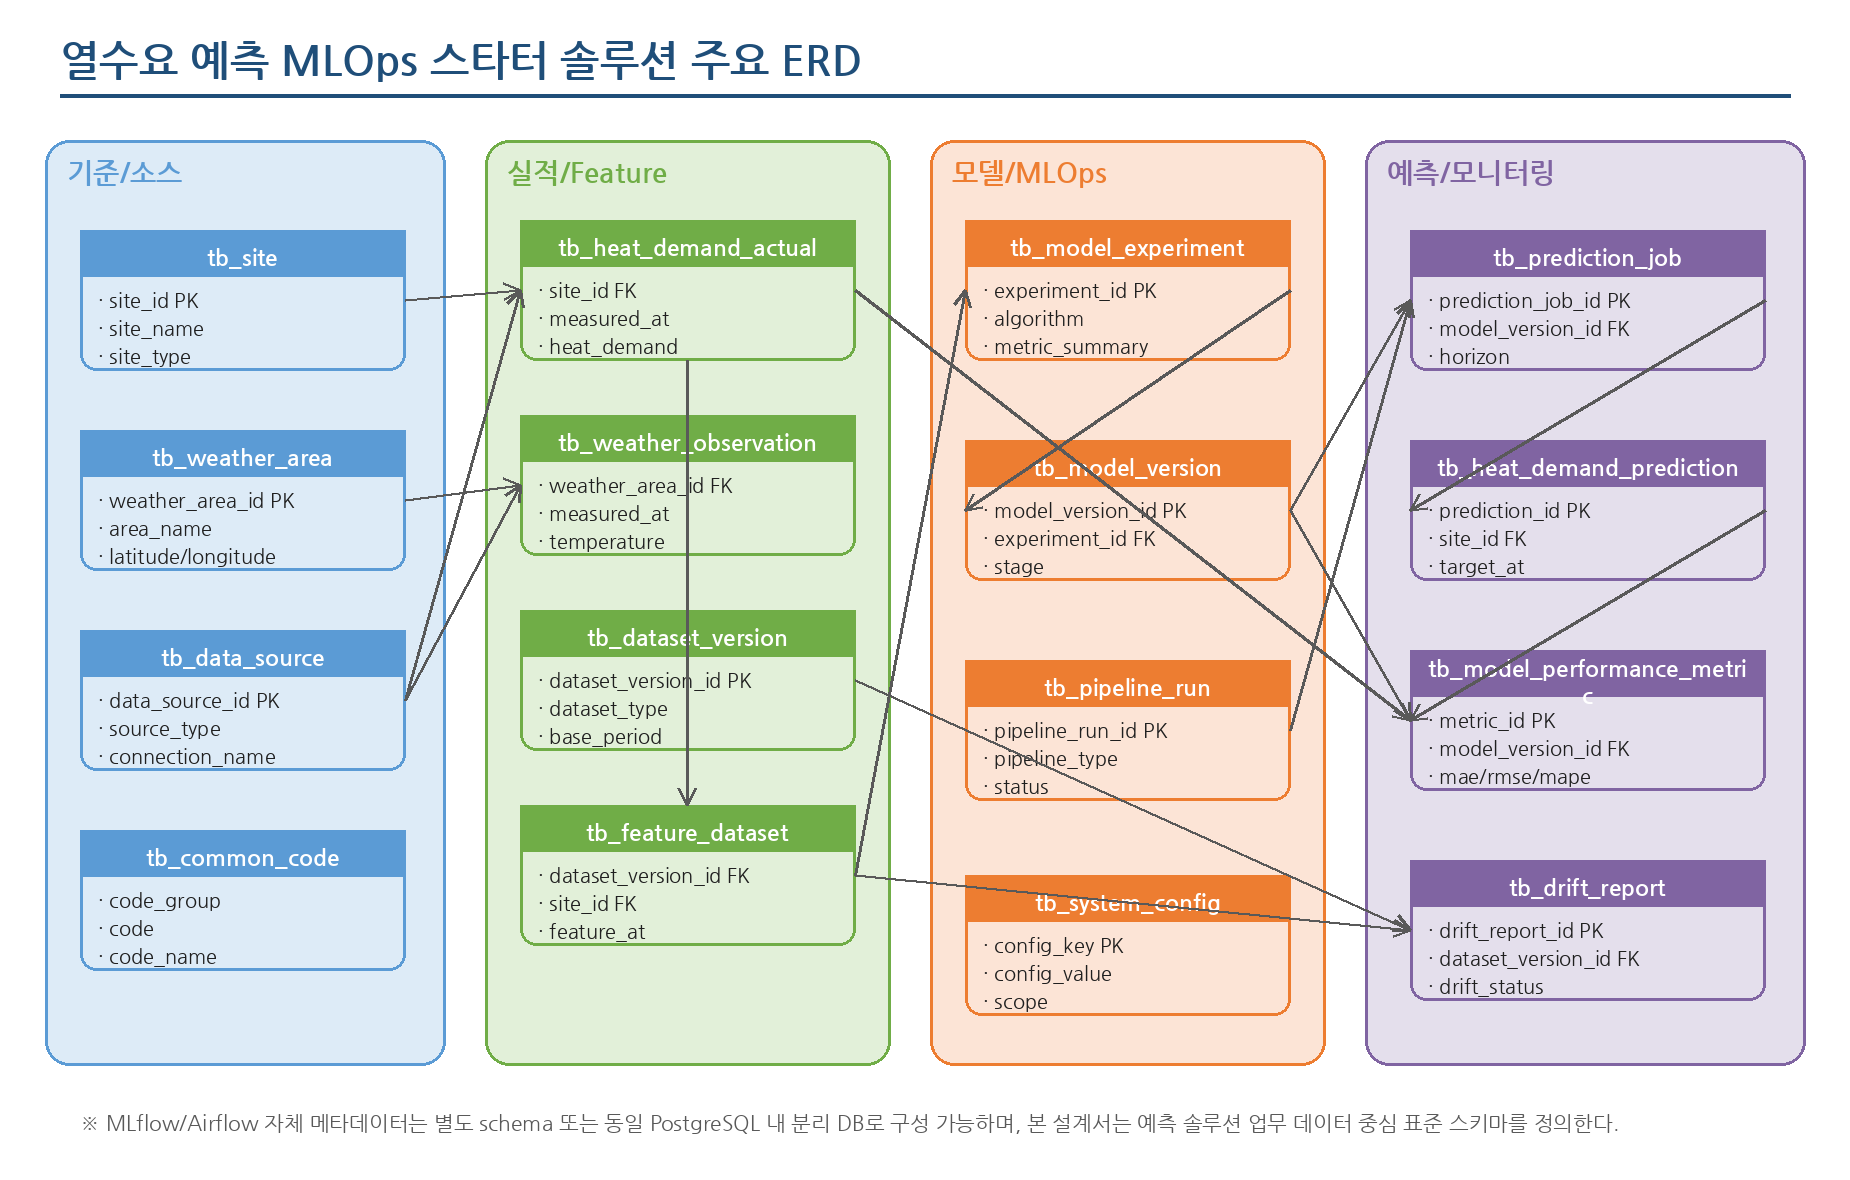 열수요 예측 MLOps 스타터 솔루션 주요 ERD
기준/소스
tb_site
· site_id PK
· site_name
· site_type
tb_weather_area
· weather_area_id PK
· area_name
· latitude/longitude
tb_data_source
· data_source_id PK
· source_type
· connection_name
tb_common_code
· code_group
· code
· code_name
실적/Feature
tb_heat_demand_actual
· site_id FK
· measured_at
· heat_demand
tb_weather_observation
· weather_area_id FK
· measured_at
· temperature
tb_dataset_version
· dataset_version_id PK
· dataset_type
· base_period
tb_feature_dataset
· dataset_version_id FK
· site_id FK
· feature_at
모델/MLOps
tb_model_experiment
· experiment_id PK
· algorithm
· metric_summary
tb_model_version
· model_version_id PK
· experiment_id FK
· stage
tb_pipeline_run
· pipeline_run_id PK
· pipeline_type
· status
tb_system_config
· config_key PK
· config_value
· scope
예측/모니터링
tb_prediction_job
· prediction_job_id PK
· model_version_id FK
· horizon
tb_heat_demand_prediction
· prediction_id PK
· site_id FK
· target_at
tb_model_performance_metri
c
· metric_id PK
· model_version_id FK
· mae/rmse/mape
tb_drift_report
· drift_report_id PK
· dataset_version_id FK
· drift_status
※ MLflow/Airflow 자체 메타데이터는 별도 schema 또는 동일 PostgreSQL 내 분리 DB로 구성 가능하며, 본 설계서는 예측 솔루션 업무 데이터 중심 표준 스키마를 정의한다.